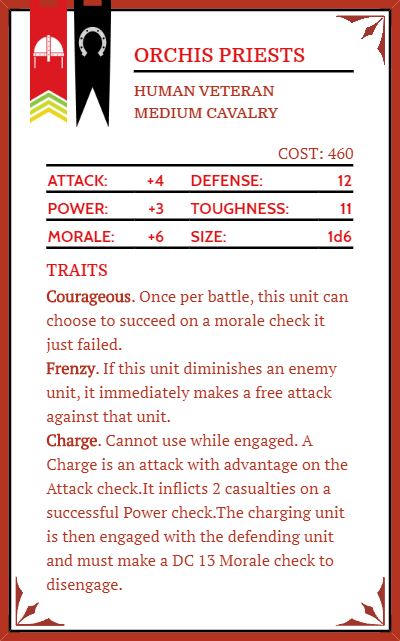 ORCHIS PRIESTS
HUMAN VETERAN
MEDIUM CAVALRY
COST: 460
ATTACK: +4 DEFENSE: 12
POWER: +3 TOUGHNESS: 11
MORALE: +6 SIZE: 1d6
TRAITS
Courageous. Once per battle, this unit can
choose to succeed on a morale check it
just failed.
Frenzy. If this unit diminishes an enemy
unit, it immediately makes a free attack
against that unit.
Charge. Cannot use while engaged. A
Charge is an attack with advantage on the
Attack check.It inflicts 2 casualties on a
successful Power check.The charging unit
is then engaged with the defending unit
and must make a DC 13 Morale check to
disengage.